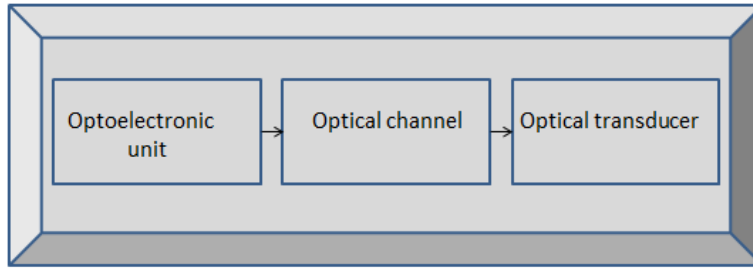 Optoelectronic
unit
Optical channel
Optical transducer